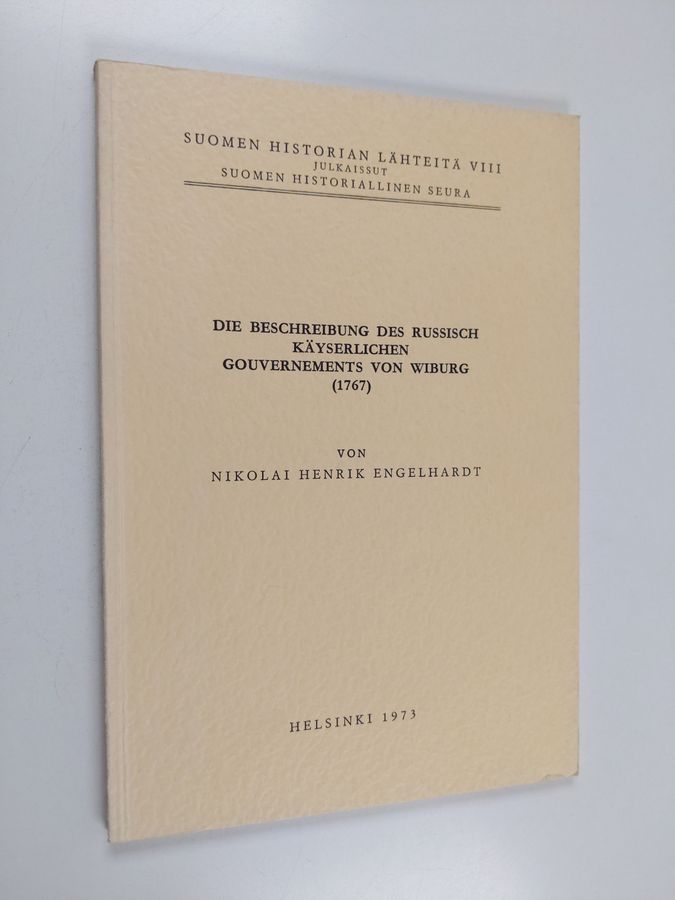 SUOMEN HISTORIAN LÄHTEITÄ VIII
JULKAISSUT
SUOMEN HISTORIALLINEN SEURA
DIE BESCHREIBUNG DES RUSSISCH
KÄYSERLICHEN
GOUVERNEMENTS VON WIBURG
(1767)
VON
NIKOLAI HENRIK ENGELHARDT
HELSINKI 1973